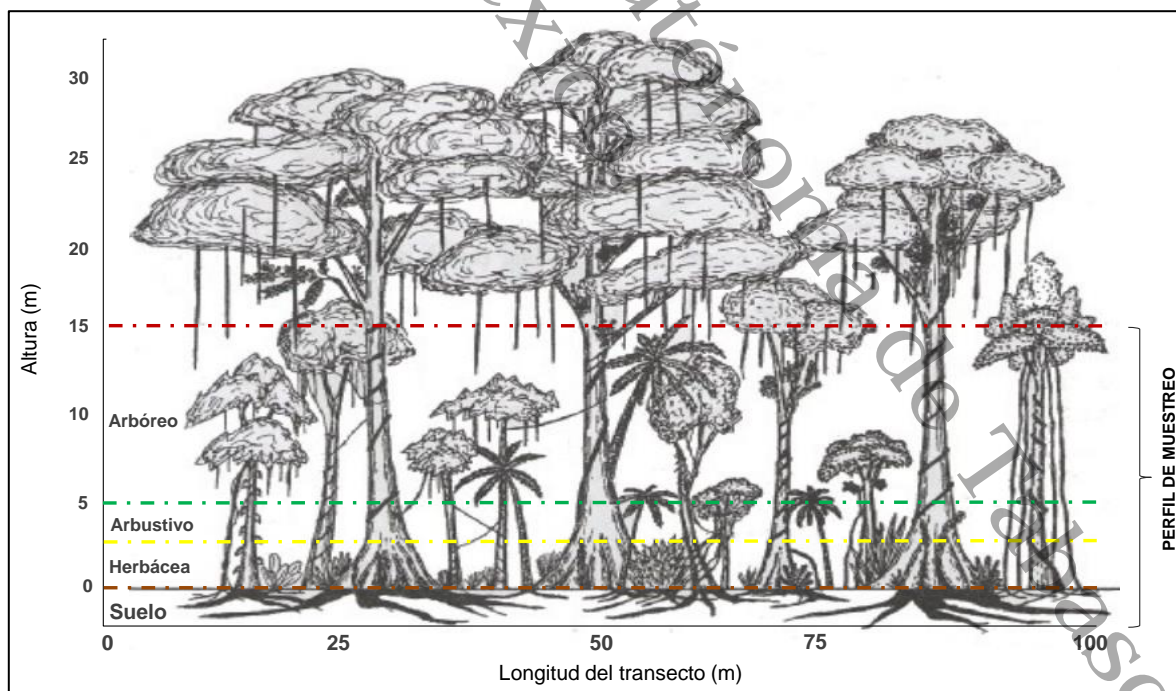 30
25
20
15
10
5
0
Altura (m)
Arbóreo
Arbustivo
Herbácea
Suelo
0 25 50 75 100
Longitud del transecto (m)
PERFIL DE MUESTREO